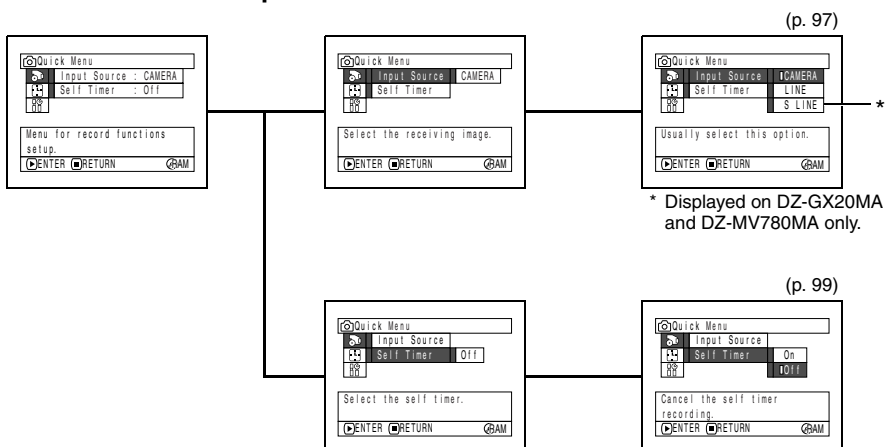 (p. 97)
Quick Menu
Input Source : CAMERA
Self Timer : Off
Menu for record functions
setup.
ENTER RETURN RAM
Quick Menu
Input Source CAMERA
Self Timer
Select the receiving image.
ENTER RETURN RAM
Quick Menu
Input Source CAMERA
Self Timer LINE
S LINE
*
Usually select this option.
ENTER RETURN RAM
* Displayed on DZ-GX20MA
and DZ-MV780MA only.
(p. 99)
Quick Menu
Input Source
Self Timer Off
Select the self timer.
ENTER RETURN RAM
Quick Menu
Input Source
Self Timer On
Off
Cancel the self timer
recording.
ENTER RETURN RAM